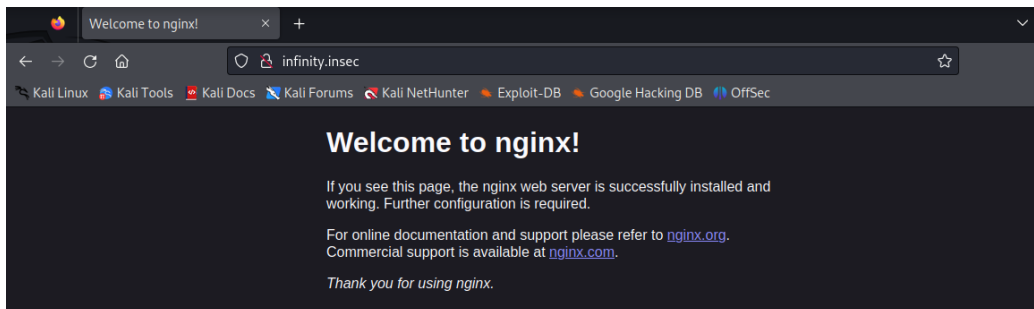 Welcome to nginx!
infinity.insec
Kali Linux Kali Tools Kali Docs Kali Forums Kali NetHunter Exploit-DB Google Hacking DB OffSec
Welcome to nginx!
If you see this page, the nginx web server is successfully installed and
working. Further configuration is required.
For online documentation and support please refer to nginx.org.
Commercial support is available at nginx.com.
Thank you for using nginx.